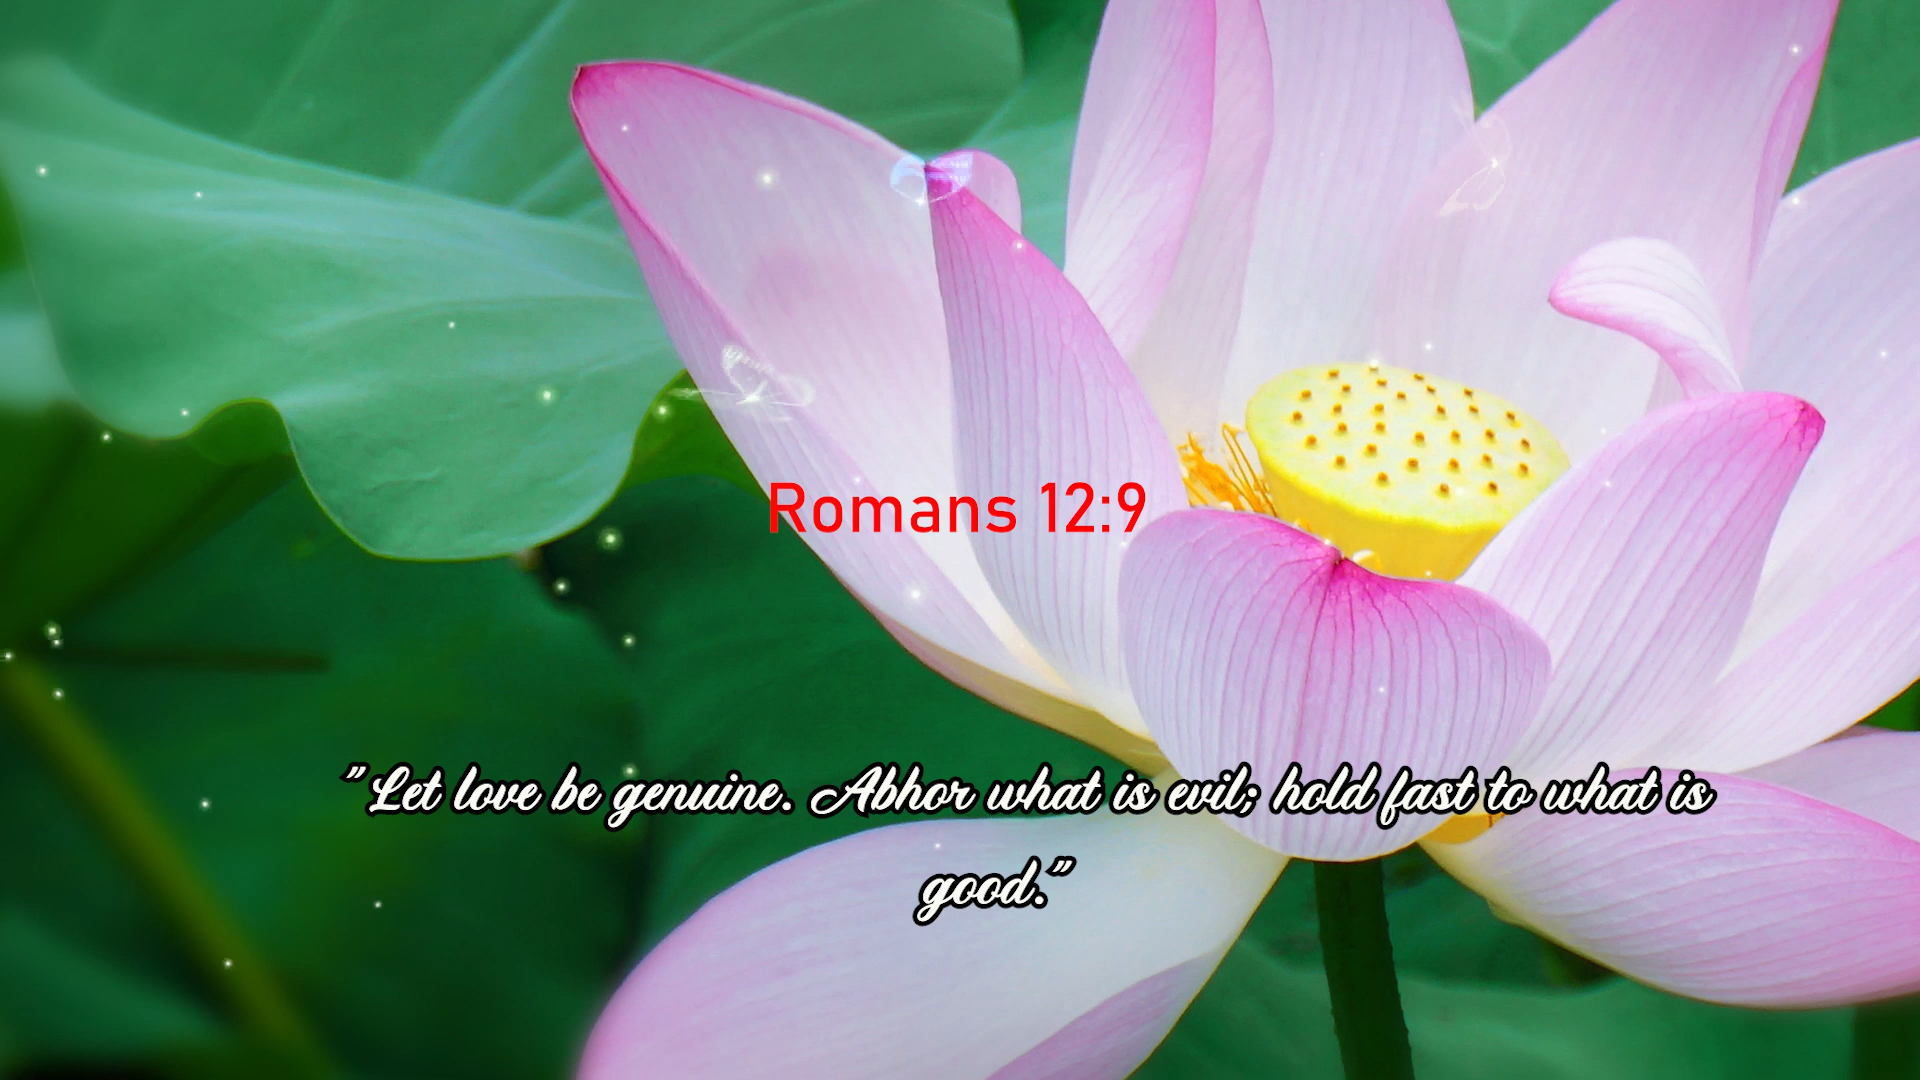 Romans 12:9
"Let love be genuine. Abhor what is evil; hold fast to what is
good."